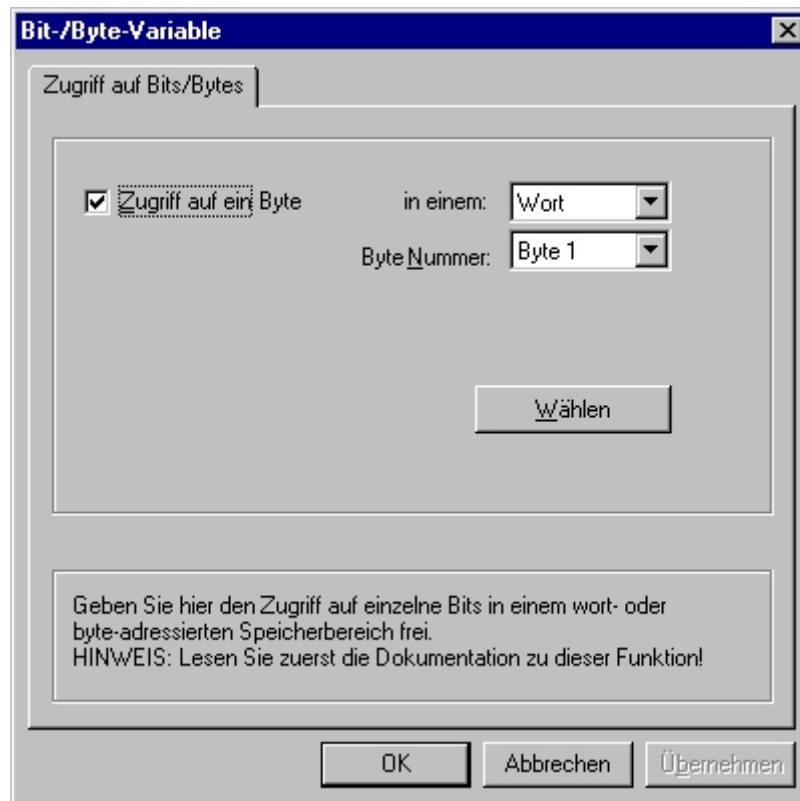 Bit-/Byte-Variable
Zugriff auf Bits/Bytes
Zugriff auf ein Byte in einem: Wort
Byte Nummer: Byte 1
Wählen
Geben Sie hier den Zugriff auf einzelne Bits in einem wort- oder
byte-adressierten Speicherbereich frei.
HINWEIS: Lesen Sie zuerst die Dokumentation zu dieser Funktion!
OK Abbrechen Übernehmen